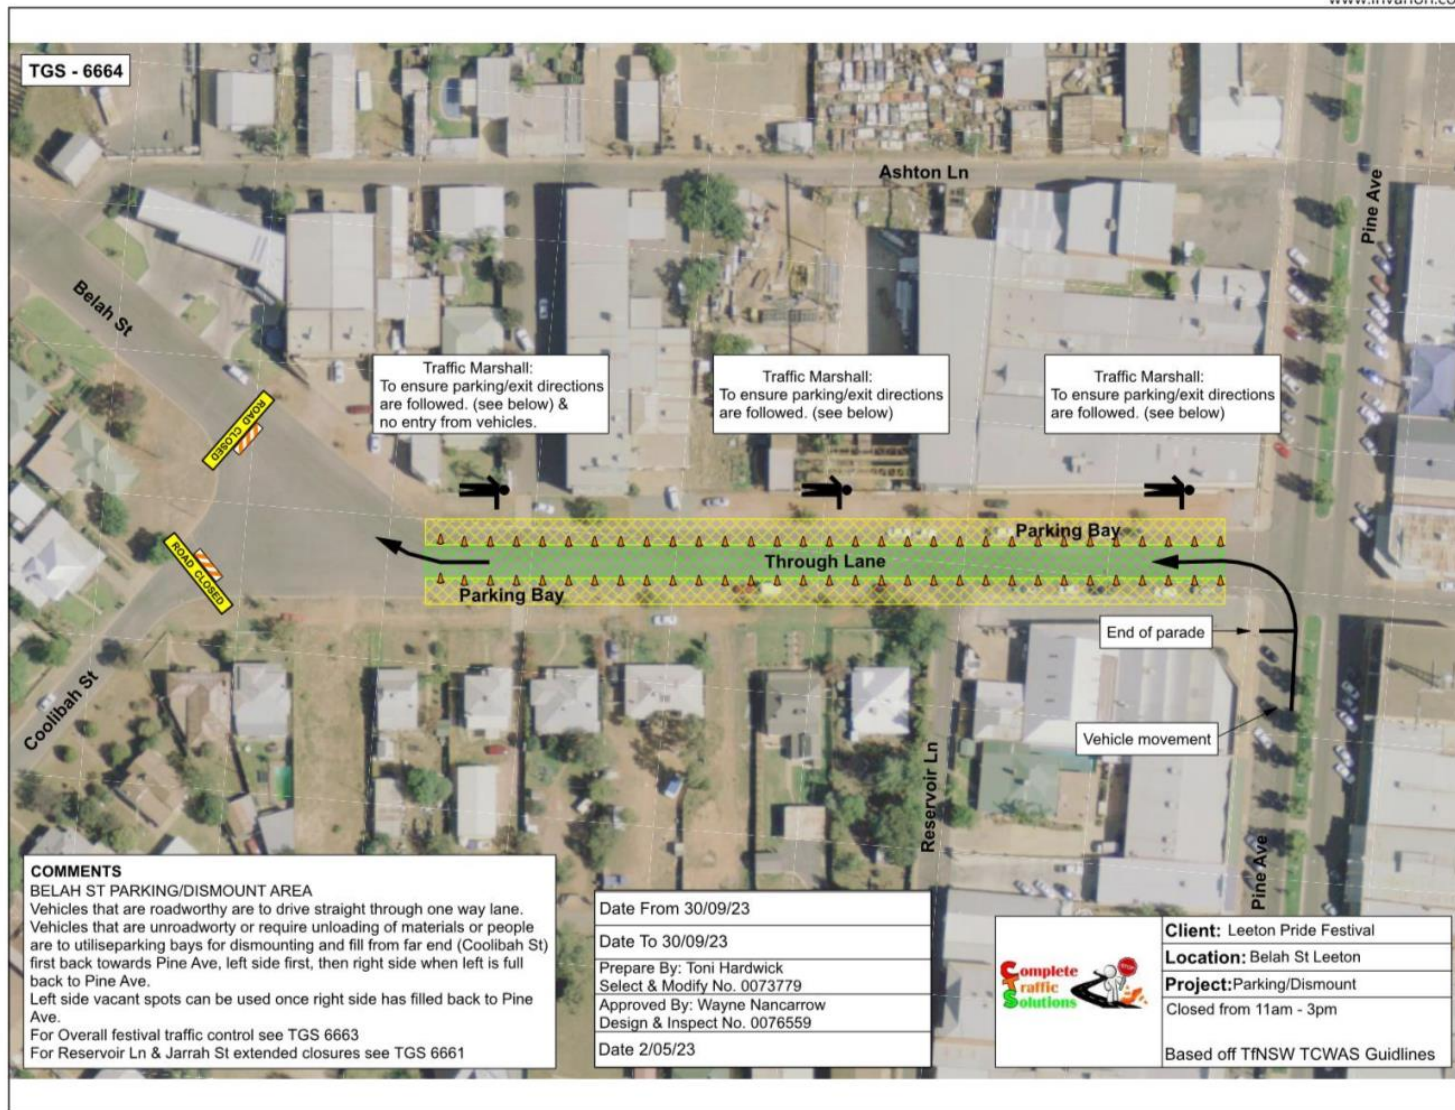 TGS - 6664
Ashton Ln
Pine Ave
Belah St
Traffic Marshall:
To ensure parking/exit directions
are followed. (see below) &
no entry from vehicles.
Traffic Marshall:
To ensure parking/exit directions
are followed. (see below)
Traffic Marshall:
To ensure parking/exit directions
are followed. (see below)
ROAD CLOSED
ROAD CLOSED
Parking Bay
Through Lane
Parking Bay
End of parade
Vehicle movement
Coolibah St
Reservoir Ln
Pine Ave
COMMENTS
BELAH ST PARKING/DISMOUNT AREA
Vehicles that are roadworthy are to drive straight through one way lane.
Vehicles that are unroadworty or require unloading of materials or people
are to utiliseparking bays for dismounting and fill from far end (Coolibah St)
first back towards Pine Ave, left side first, then right side when left is full
back to Pine Ave.
Left side vacant spots can be used once right side has filled back to Pine
Ave.
For Overall festival traffic control see TGS 6663
For Reservoir Ln & Jarrah St extended closures see TGS 6661
Date From 30/09/23
Date To 30/09/23
Prepare By: Toni Hardwick
Select & Modify No. 0073779
Approved By: Wayne Nancarrow
Design & Inspect No. 0076559
Date 2/05/23
Complete
Traffic
Solutions
STOP
Client: Leeton Pride Festival
Location: Belah St Leeton
Project:Parking/Dismount
Closed from 11am - 3pm
Based off TfNSW TCWAS Guidlines